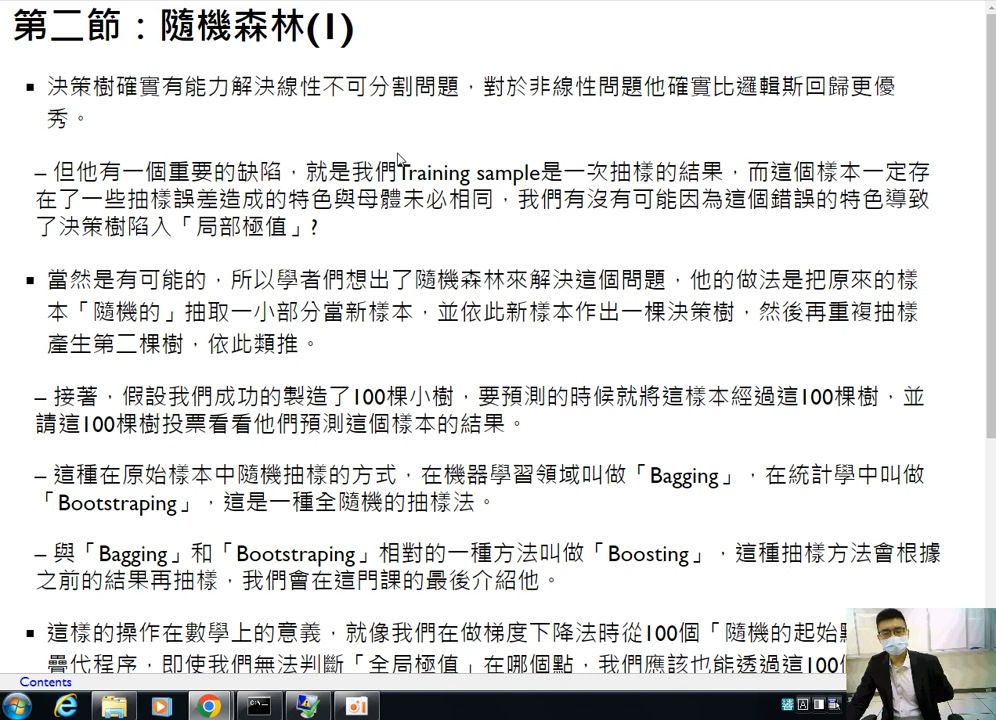 第二節：隨機森林(1)
決策樹確實有能力解決線性不可分割問題，對於非線性問題他確實比邏輯斯回歸更優
秀。
– 但他有一個重要的缺陷，就是我們Training sample是一次抽樣的結果，而這個樣本一定存
在了一些抽樣誤差造成的特色與母體未必相同，我們有沒有可能因為這個錯誤的特色導致
了決策樹陷入「局部極值」?
當然是有可能的，所以學者們想出了隨機森林來解決這個問題，他的做法是把原來的樣
本「隨機的」抽取一小部分當新樣本，並依此新樣本作出一棵決策樹，然後再重複抽樣
產生第二棵樹，依此類推。
– 接著，假設我們成功的製造了100棵小樹，要預測的時候就將這樣本經過這100棵樹，並
請這100棵樹投票看看他們預測這個樣本的結果。
– 這種在原始樣本中隨機抽樣的方式，在機器學習領域叫做「Bagging」，在統計學中叫做
「Bootstraping」，這是一種全隨機的抽樣法。
– 與「Bagging」和「Bootstraping」相對的一種方法叫做「Boosting」，這種抽樣方法會根據
之前的結果再抽樣，我們會在這門課的最後介紹他。
這樣的操作在數學上的意義，就像我們在做梯度下降法時從100個「隨機的起始
疊代程序，即使我們無法判斷「全局極值」在哪個點，我們應該也能透過這100
Contents